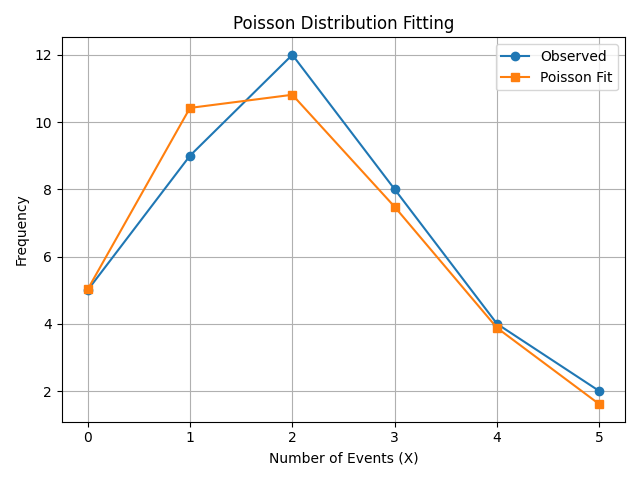 Poisson Distribution Fitting
Observed
Poisson Fit
12
10
8
6
4
2
Frequency
0 1 2 3 4 5
Number of Events (X)